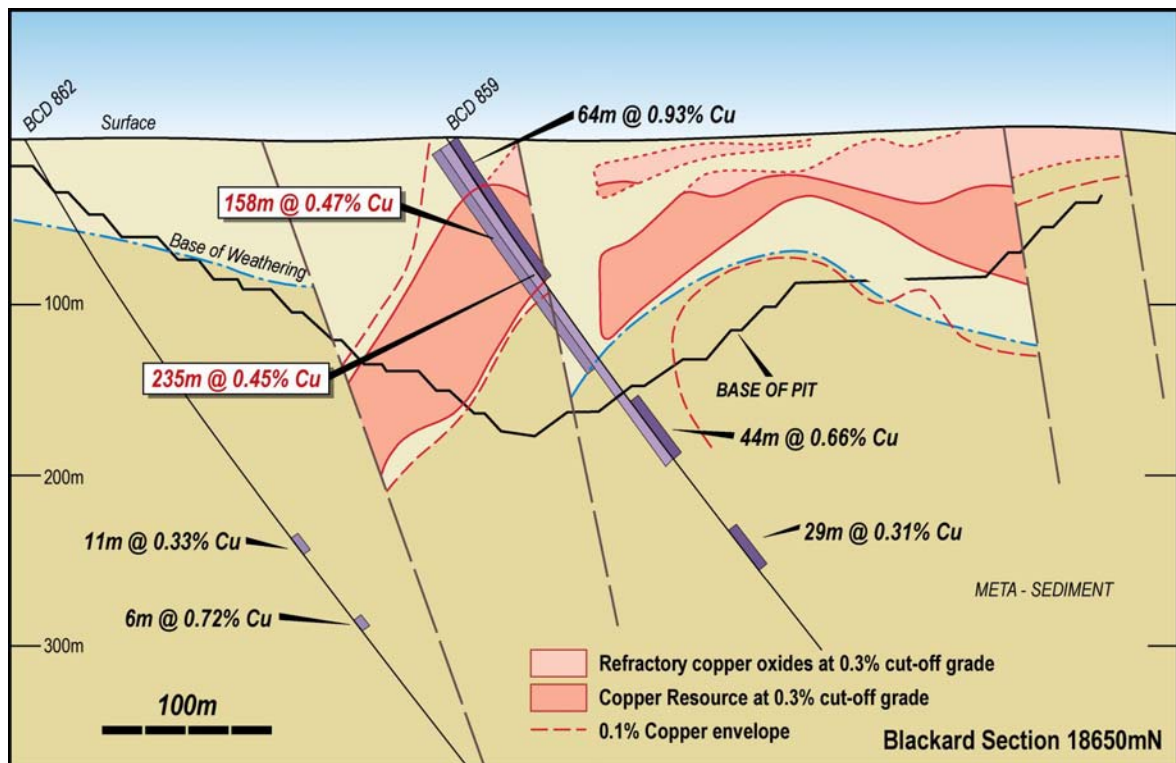 BCD 862
Surface
BCD 859
64m @ 0.93% Cu
158m @ 0.47% Cu
Base of Weathering
100m
235m @ 0.45% Cu
BASE OF PIT
44m @ 0.66% Cu
200m
11m @ 0.33% Cu
29m @ 0.31% Cu
META - SEDIMENT
6m @ 0.72% Cu
300m
Refractory copper oxides at 0.3% cut-off grade
Copper Resource at 0.3% cut-off grade
100m
0.1% Copper envelope
Blackard Section 18650mN